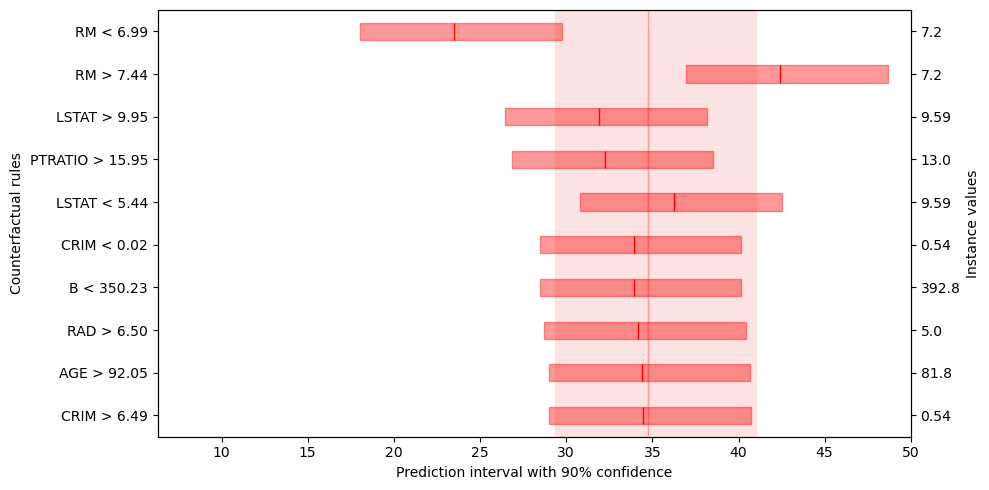 RM < 6.99
7.2
RM > 7.44
7.2
LSTAT > 9.95
9.59
PTRATIO > 15.95
13.0
LSTAT < 5.44
9.59
CRIM < 0.02
0.54
B < 350.23
392.8
RAD > 6.50
5.0
AGE > 92.05
81.8
CRIM > 6.49
0.54
Counterfactual rules
Instance values
10 15 20 25 30 35 40 45 50
Prediction interval with 90% confidence